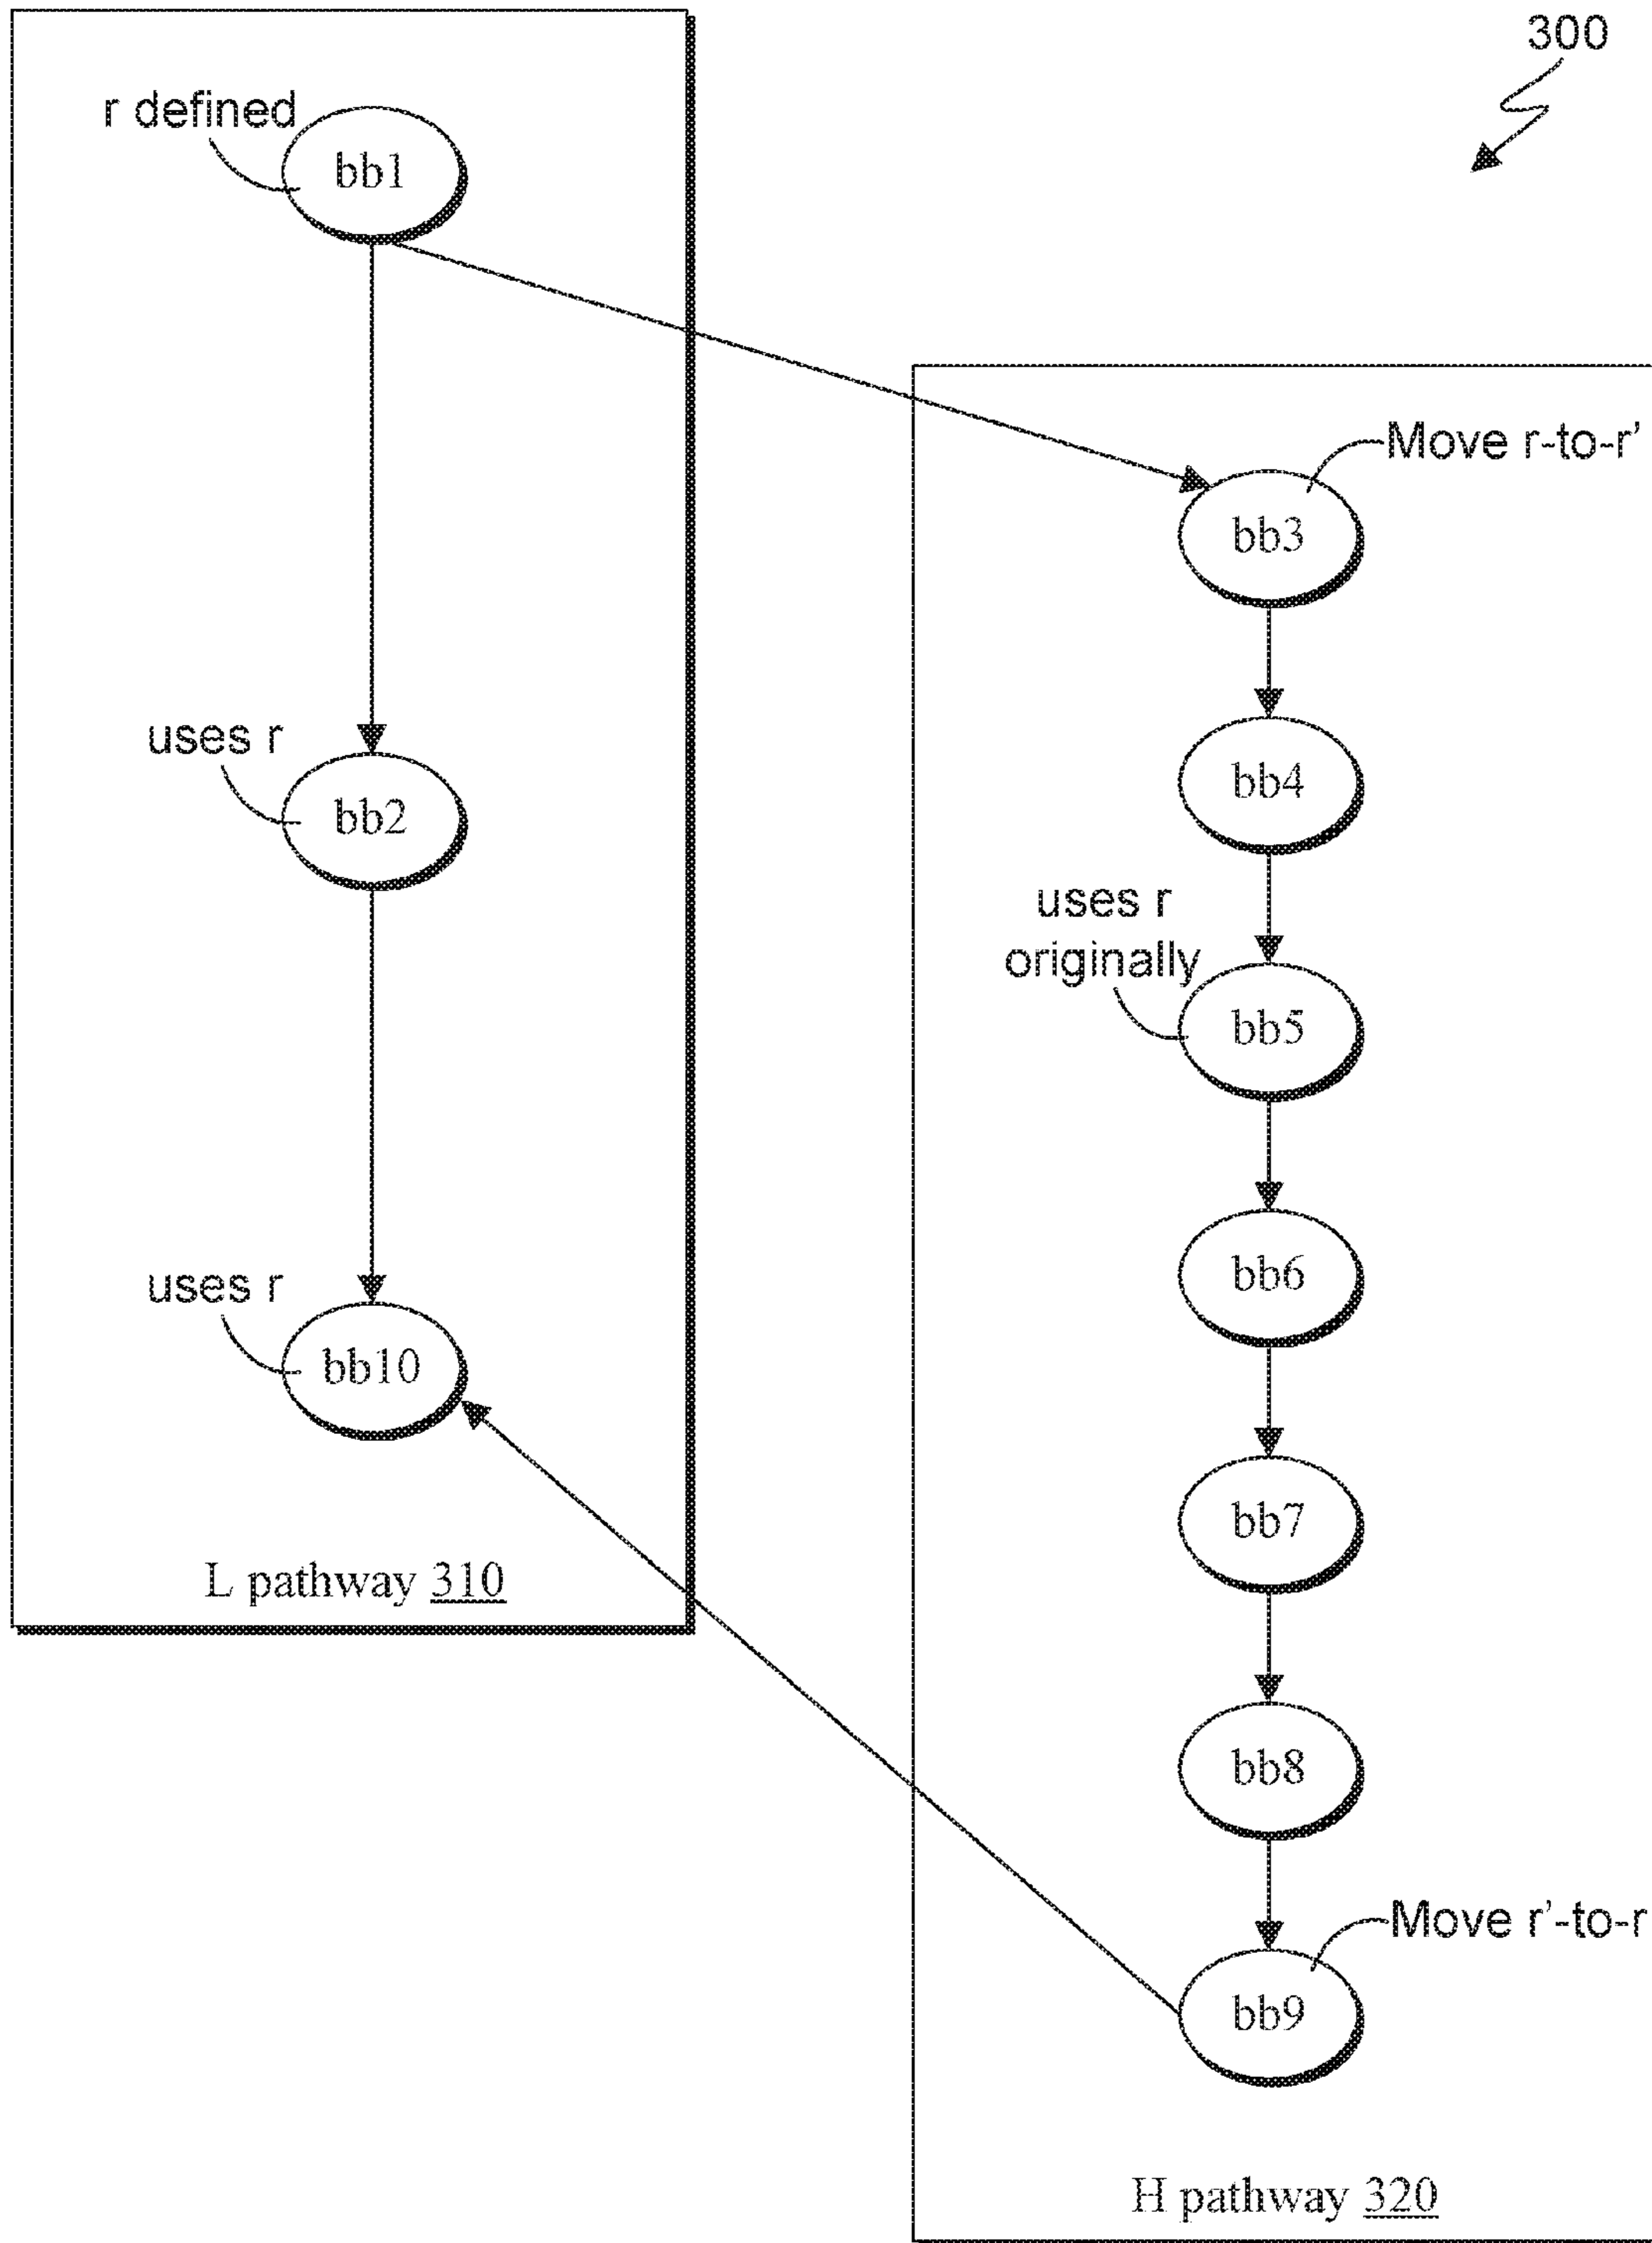 300
r defined
bb1
Move r-to-r’
bb3
uses r
bb2
bb4
uses r
originally
bb5
uses r
bb10
bb6
bb7
L pathway 310
bb8
Move r’-to-r
bb9
H pathway 320